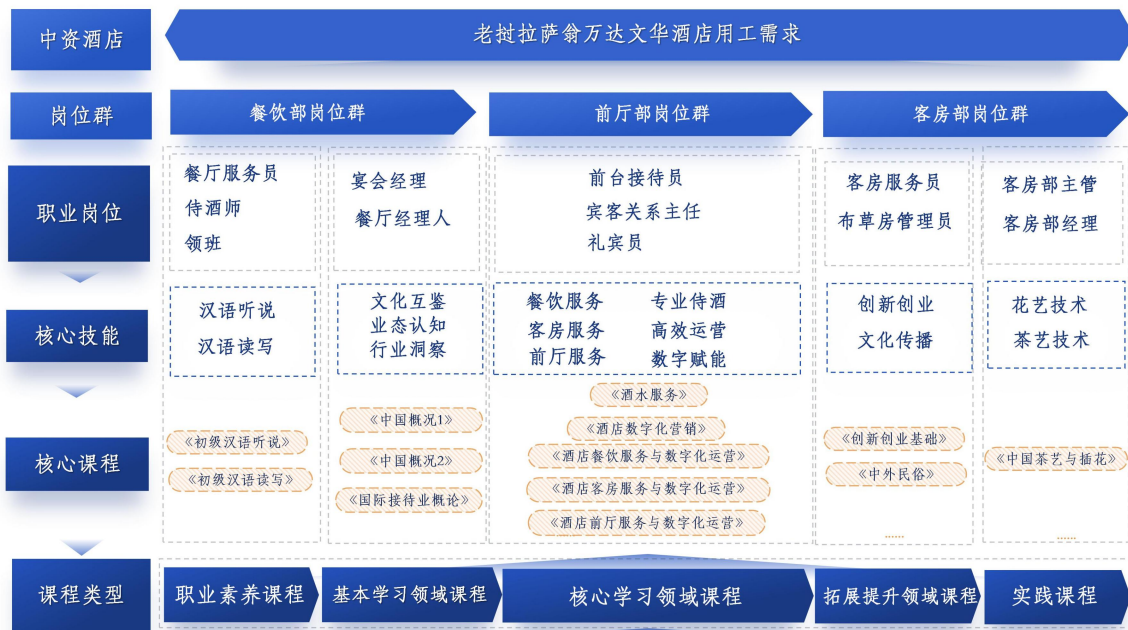 中资酒店
老挝拉萨翁万达文华酒店用工需求
岗位群
餐饮部岗位群
前厅部岗位群
客房部岗位群
职业岗位
餐厅服务员
侍酒师
领班
宴会经理
餐厅经理人
前台接待员
宾客关系主任
礼宾员
客房服务员
布草房管理员
客房部主管
客房部经理
核心技能
汉语听说
汉语读写
文化互鉴
业态认知
行业洞察
餐饮服务 专业侍酒
客房服务 高效运营
前厅服务 数字赋能
创新创业
文化传播
花艺技术
茶艺技术
核心课程
《初级汉语听说》
《初级汉语读写》
《中国概况1》
《中国概况2》
《国际接待业概论》
《酒水服务》
《酒店数字化营销》
《酒店餐饮服务与数字化运营》
《酒店客房服务与数字化运营》
《酒店前厅服务与数字化运营》
......
《创新创业基础》
《中外民俗》
......
《中国茶艺与插花》
......
课程类型
职业素养课程
基本学习领域课程
核心学习领域课程
拓展提升领域课程
实践课程